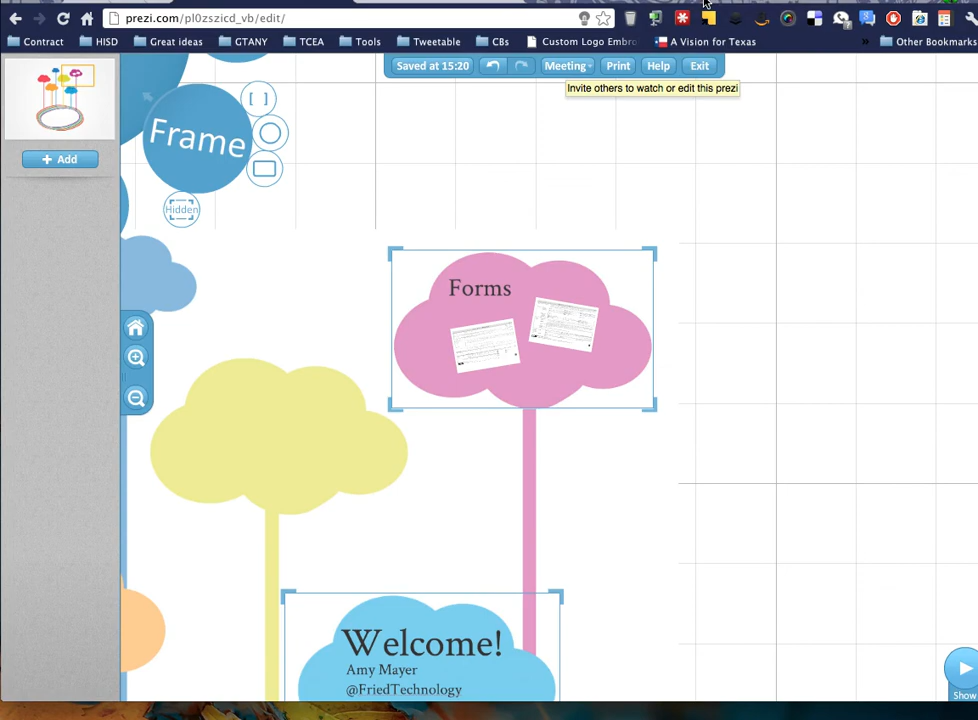 prezi.com/pl0zszicd_vb/edit/
Contract
HISD
Great ideas
GTANY
TCEA
Tools
Tweetable
CBs
Custom Logo Embro
A Vision for Texas
»
Other Bookmarks
Saved at 15:20
Meeting
Print
Help
Exit
Invite others to watch or edit this prezi
Frame
[ ]
Hidden
+ Add
Forms
Welcome!
Amy Mayer
@FriedTechnology
Show